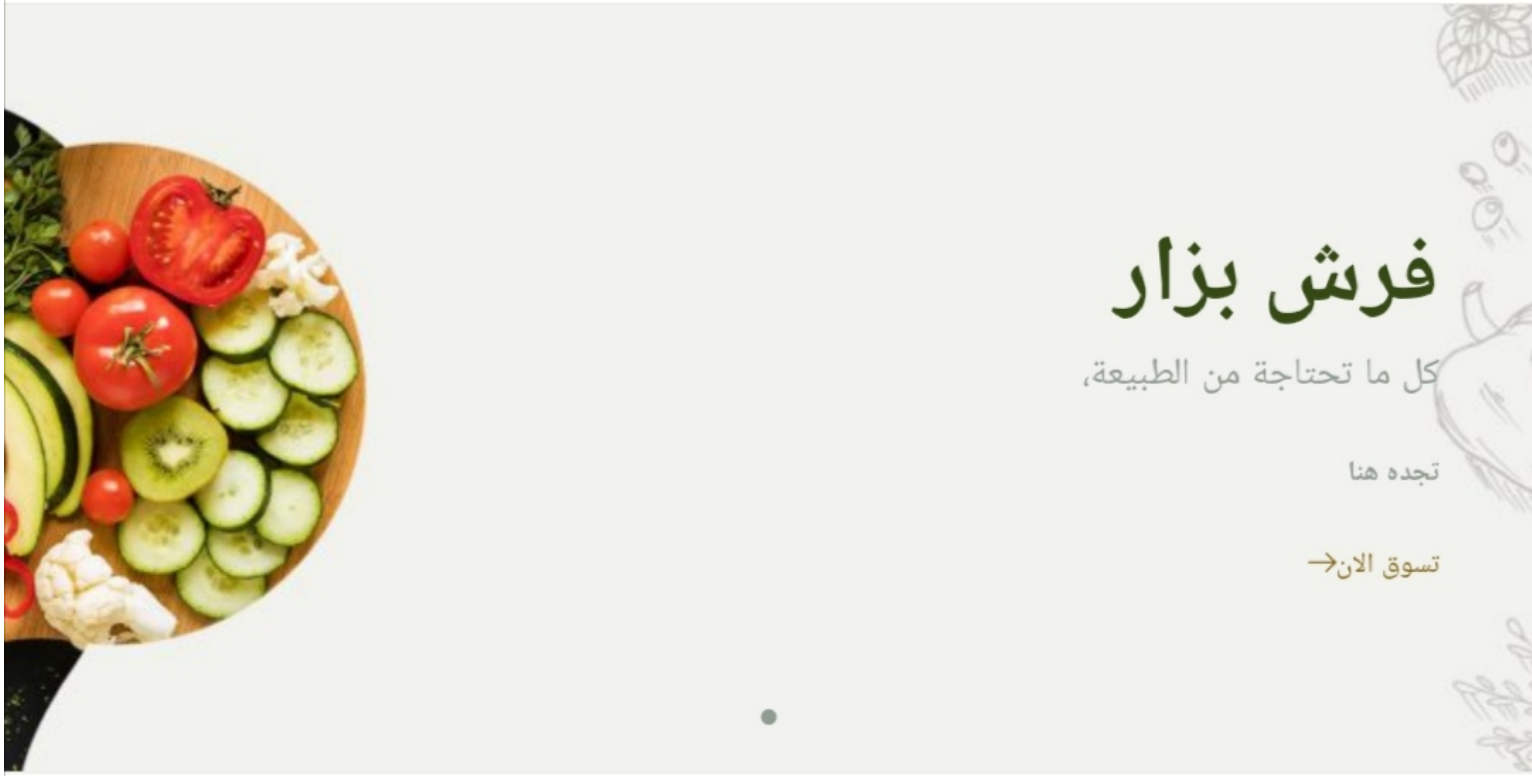 فرش بزار
كل ما تحتاجة من الطبيعة،
تجده هنا
تسوق الان→